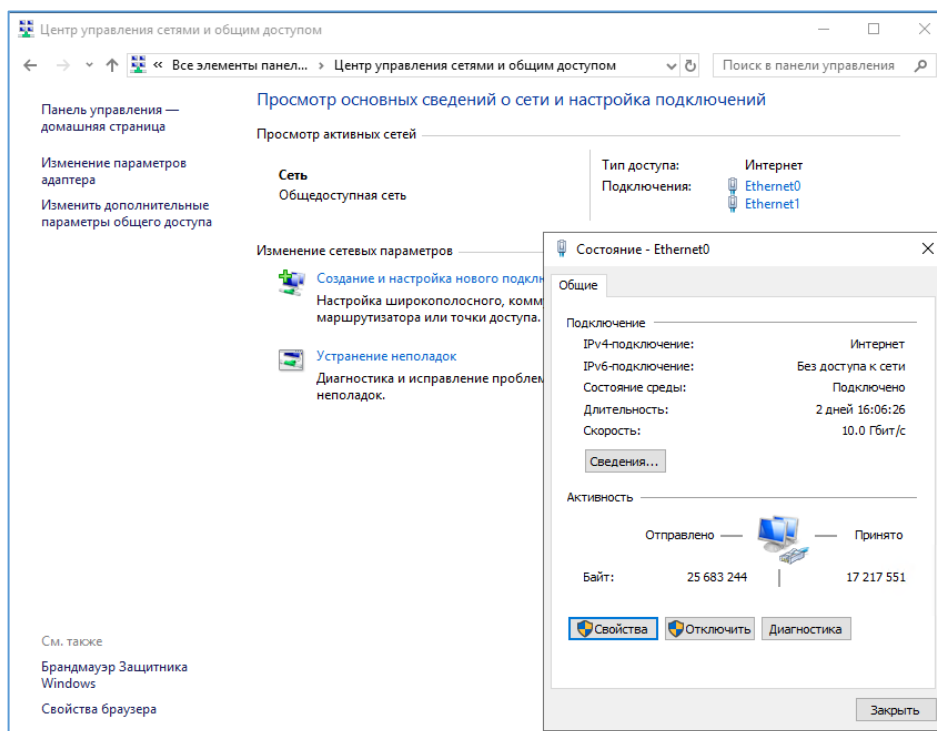 Центр управления сетями и общим доступом
« Все элементы панел... › Центр управления сетями и общим доступом
Поиск в панели управления
Панель управления —
домашняя страница
Изменение параметров
адаптера
Изменить дополнительные
параметры общего доступа
Просмотр основных сведений о сети и настройка подключений
Просмотр активных сетей
Сеть
Общедоступная сеть
Тип доступа: Интернет
Подключения: Ethernet0
Ethernet1
Изменение сетевых параметров
Создание и настройка нового подкл
Настройка широкополосного, комм
маршрутизатора или точки доступа.
Устранение неполадок
Диагностика и исправление проблем
неполадок.
См. также
Брандмауэр Защитника
Windows
Свойства браузера
Состояние - Ethernet0
Общие
Подключение
IPv4-подключение: Интернет
IPv6-подключение: Без доступа к сети
Состояние среды: Подключено
Длительность: 2 дней 16:06:26
Скорость: 10.0 Гбит/с
Сведения...
Активность
Отправлено — Принято
Байт: 25 683 244 | 17 217 551
Свойства Отключить Диагностика
Закрыть